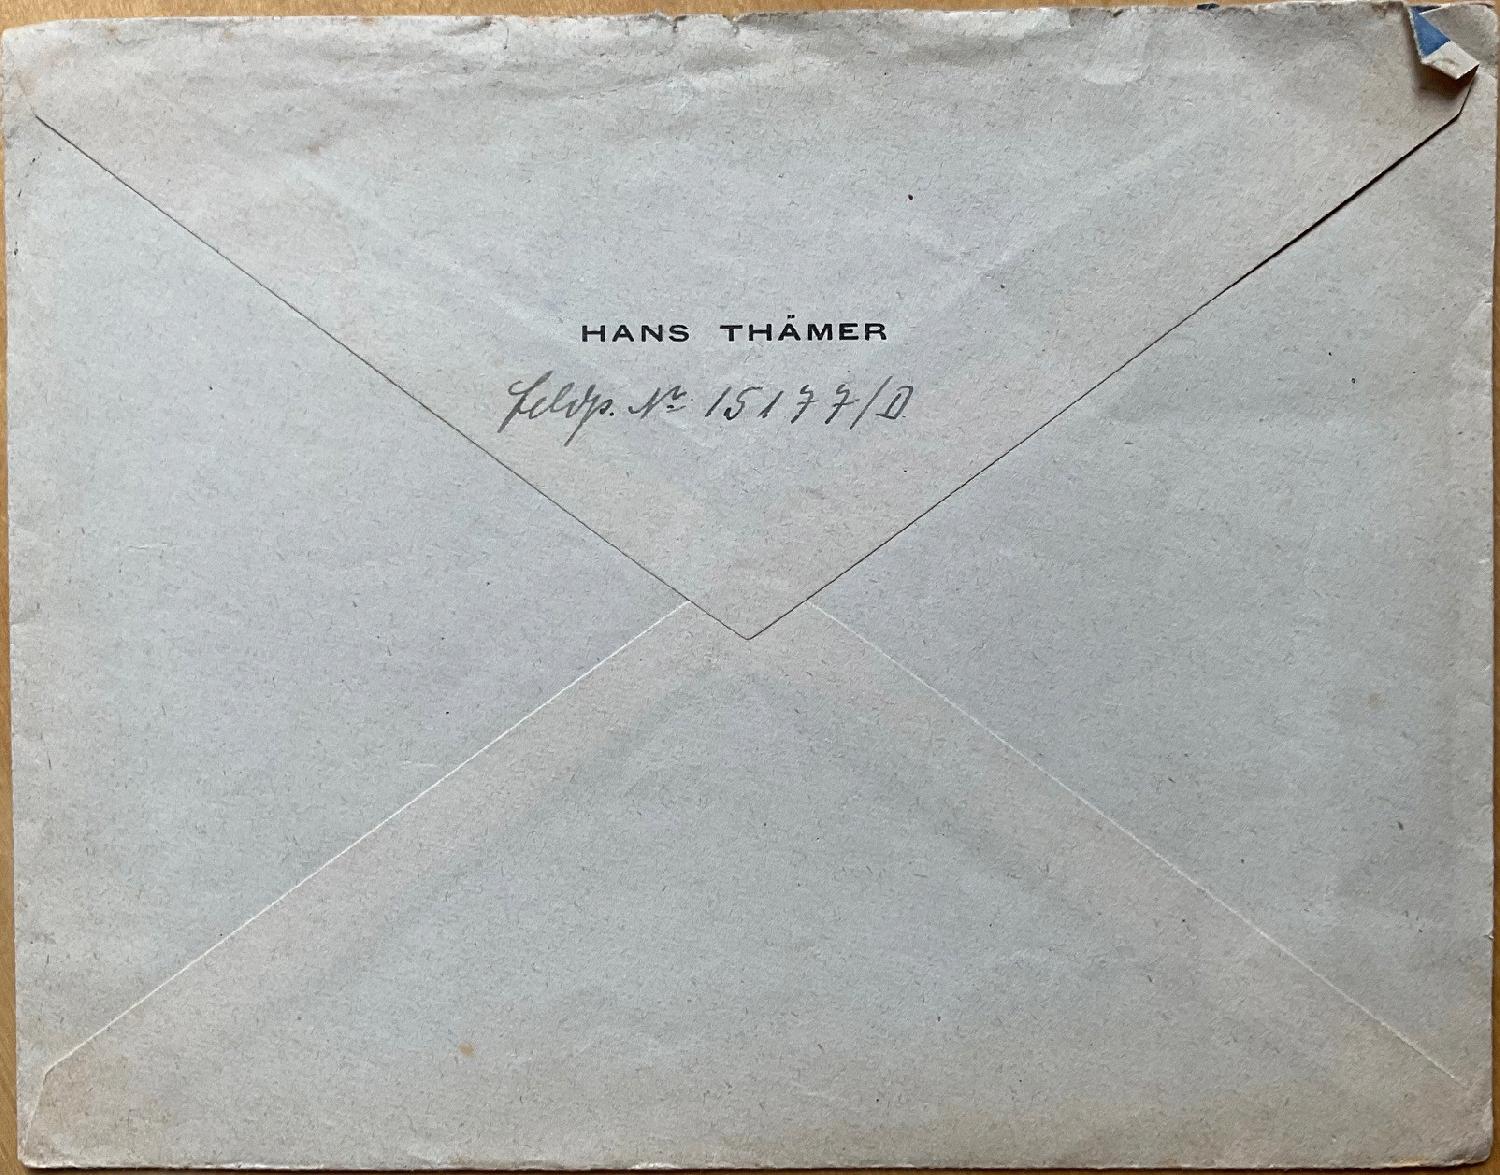 HANS THÄMER
Feldp. Nr 15177/D